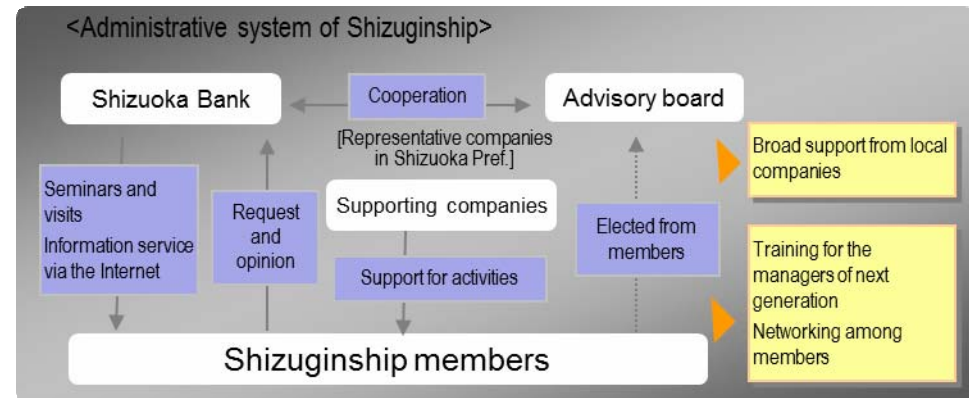 <Administrative system of Shizuginship>
Shizuoka Bank
Cooperation
Advisory board
[Representative companies
in Shizuoka Pref.]
Broad support from local
companies
Seminars and
visits
Information service
via the Internet
Request
and
opinion
Supporting companies
Elected from
members
Support for activities
Training for the
managers of next
generation
Networking among
members
Shizuginship members